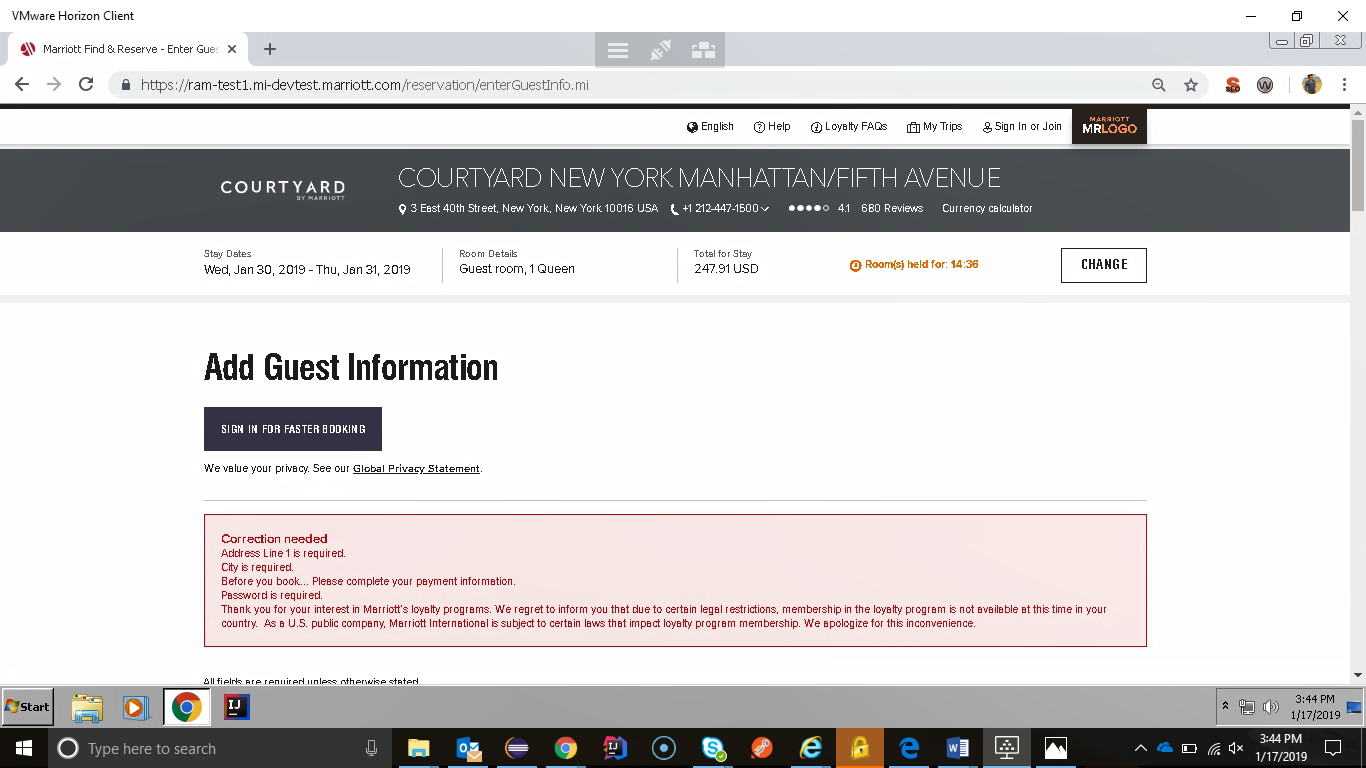 VMware Horizon Client
Marriott Find & Reserve - Enter Gues
https://ram-test1.mi-devtest.marriott.com/reservation/enterGuestInfo.mi
English Help Loyalty FAQs My Trips Sign In or Join
MARRIOTT
MRLOGO
COURTYARD
BY MARRIOTT
COURTYARD NEW YORK MANHATTAN/FIFTH AVENUE
3 East 40th Street, New York, New York 10016 USA +1 212-447-1500 4.1 680 Reviews Currency calculator
Stay Dates
Wed, Jan 30, 2019 - Thu, Jan 31, 2019
Room Details
Guest room, 1 Queen
Total for Stay
247.91 USD
Room(s) held for: 14:36
CHANGE
Add Guest Information
SIGN IN FOR FASTER BOOKING
We value your privacy. See our Global Privacy Statement.
Correction needed
Address Line 1 is required.
City is required.
Before you book... Please complete your payment information.
Password is required.
Thank you for your interest in Marriott's loyalty programs. We regret to inform you that due to certain legal restrictions, membership in the loyalty program is not available at this time in your
country. As a U.S. public company, Marriott International is subject to certain laws that impact loyalty program membership. We apologize for this inconvenience.
All fields are required unless otherwise stated
Start
3:44 PM
1/17/2019
Type here to search
3:44 PM
1/17/2019